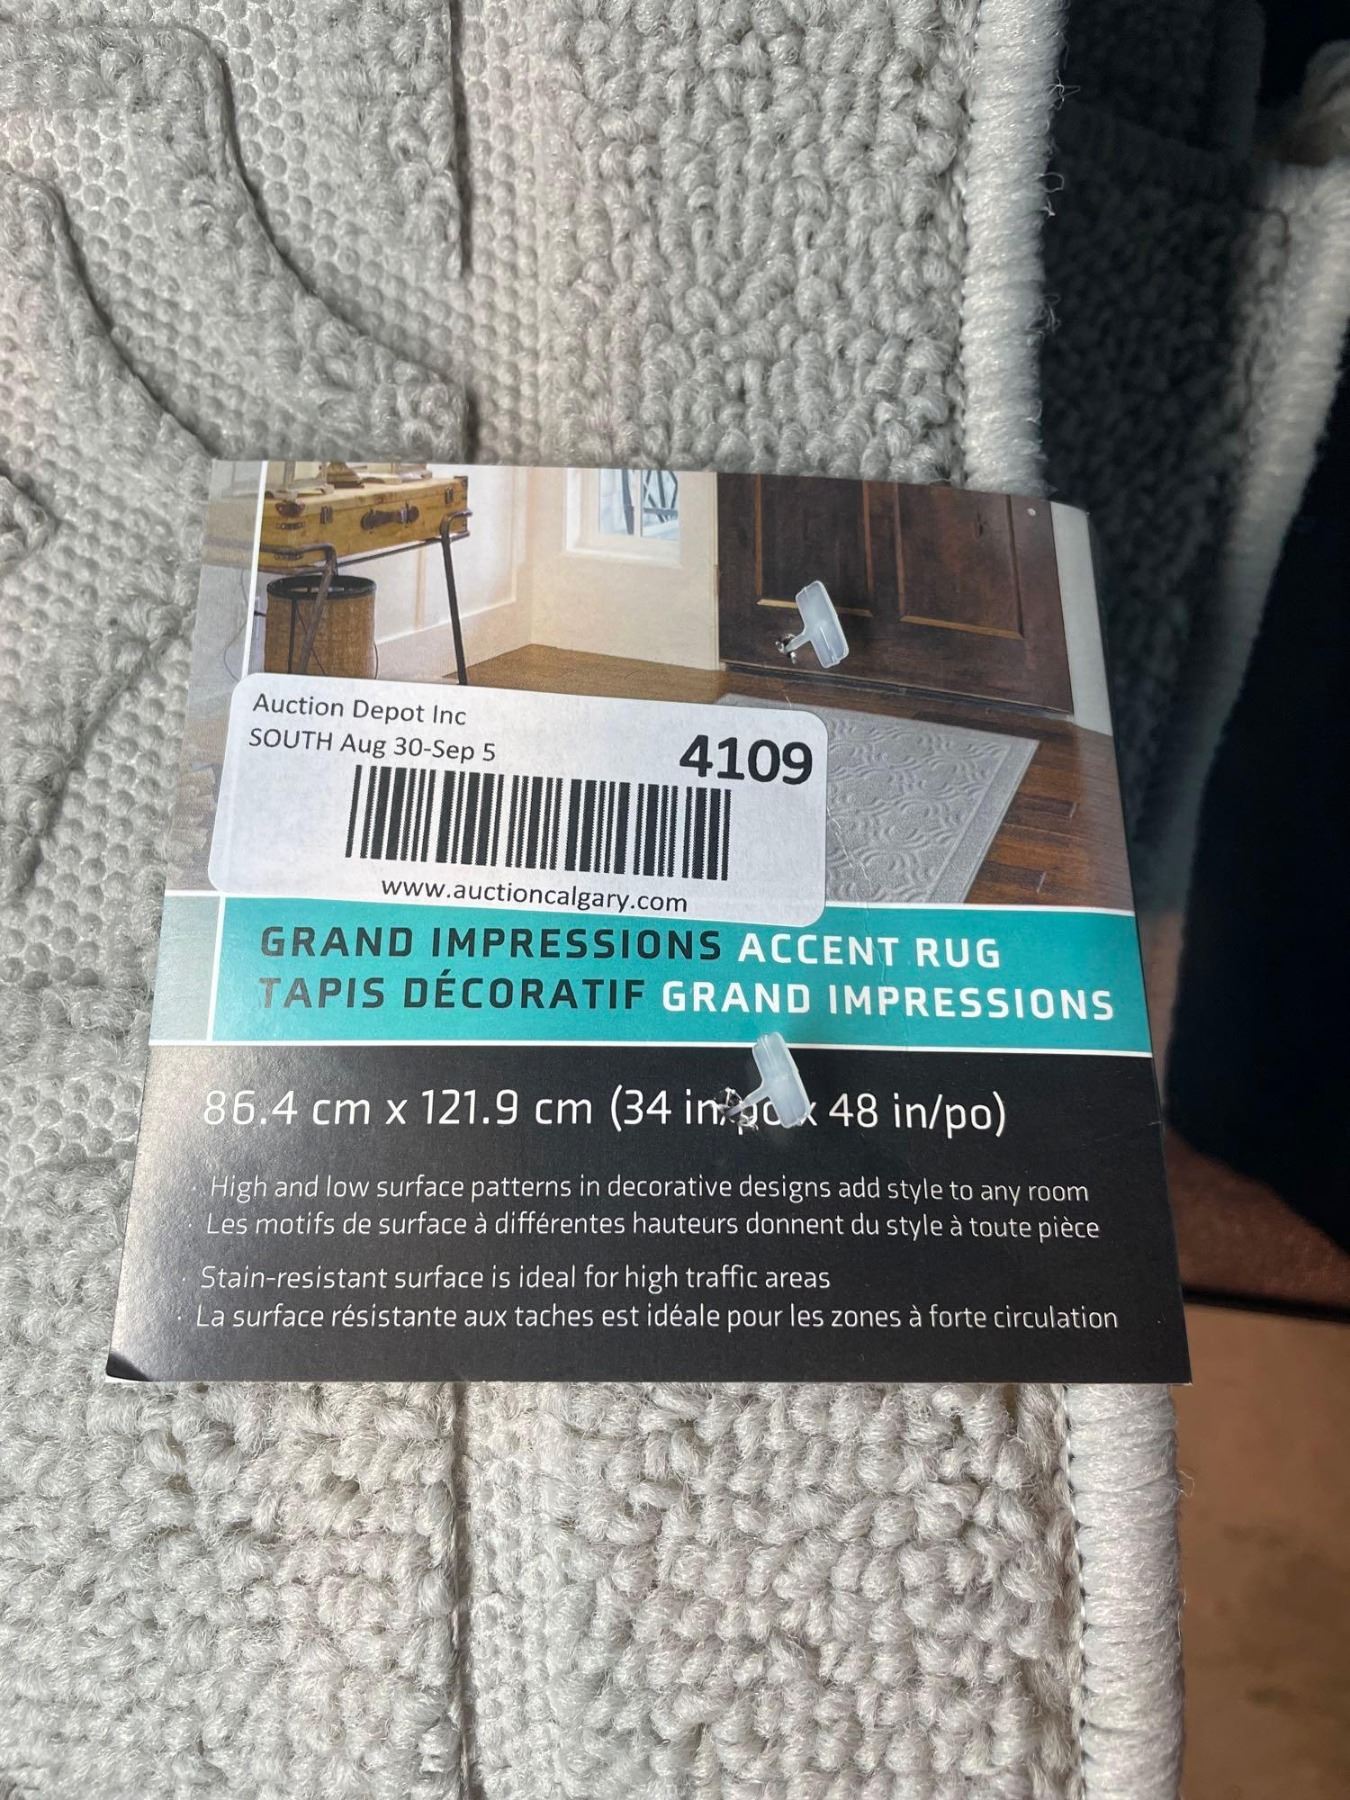 Auction Depot Inc
SOUTH Aug 30-Sep 5
4109
www.auctioncalgary.com
GRAND IMPRESSIONS ACCENT RUG
TAPIS DÉCORATIF GRAND IMPRESSIONS
86.4 cm x 121.9 cm (34 in/po x 48 in/po)
· High and low surface patterns in decorative designs add style to any room
· Les motifs de surface à différentes hauteurs donnent du style à toute pièce
· Stain-resistant surface is ideal for high traffic areas
· La surface résistante aux taches est idéale pour les zones à forte circulation